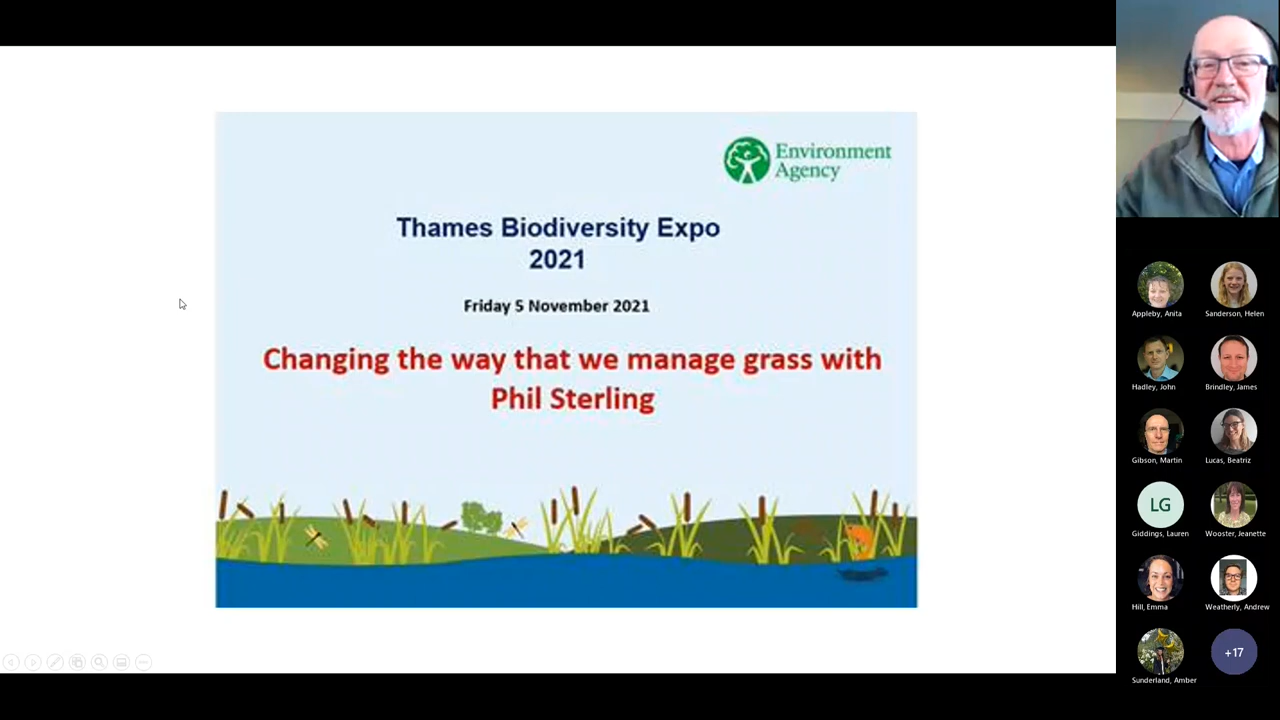 Environment
Agency
Thames Biodiversity Expo
2021
Friday 5 November 2021
Changing the way that we manage grass with
Phil Sterling
Appleby, Anita
Sanderson, Helen
Hadley, John
Brindley, James
Gibson, Martin
Lucas, Beatriz
LG
Giddings, Lauren
Wooster, Jeanette
Hill, Emma
Weatherly, Andrew
Sunderland, Amber
+17